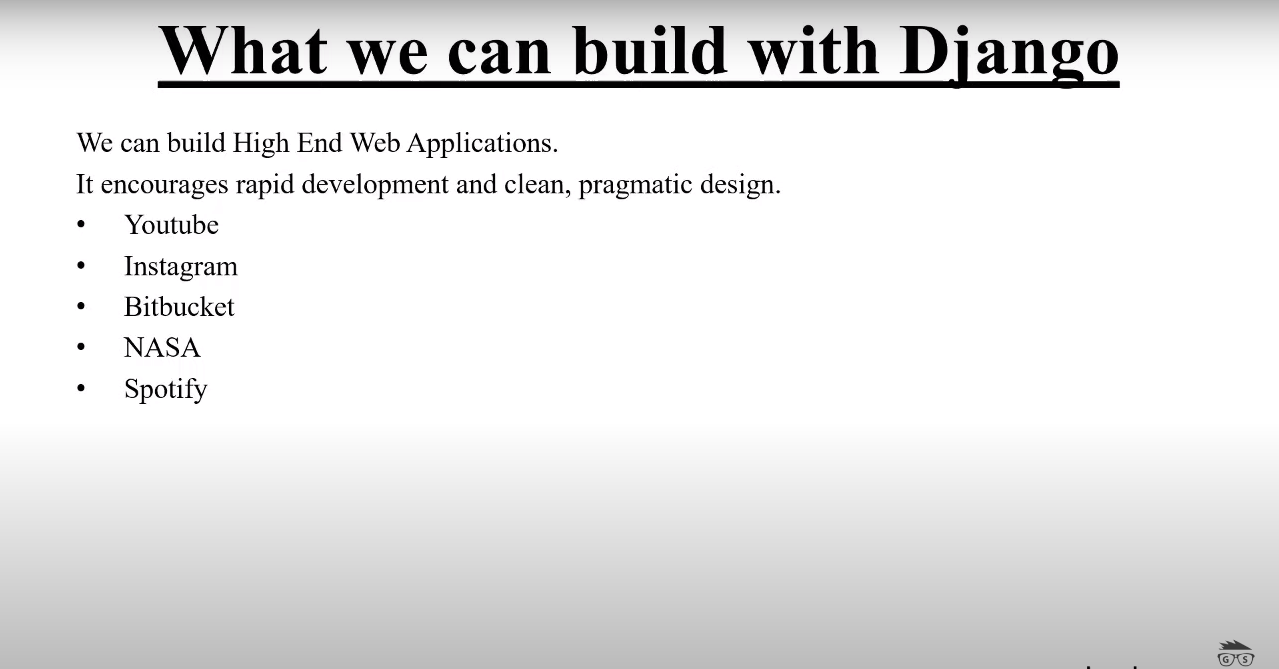 What we can build with Django
We can build High End Web Applications.
It encourages rapid development and clean, pragmatic design.
• Youtube
• Instagram
• Bitbucket
• NASA
• Spotify
G S